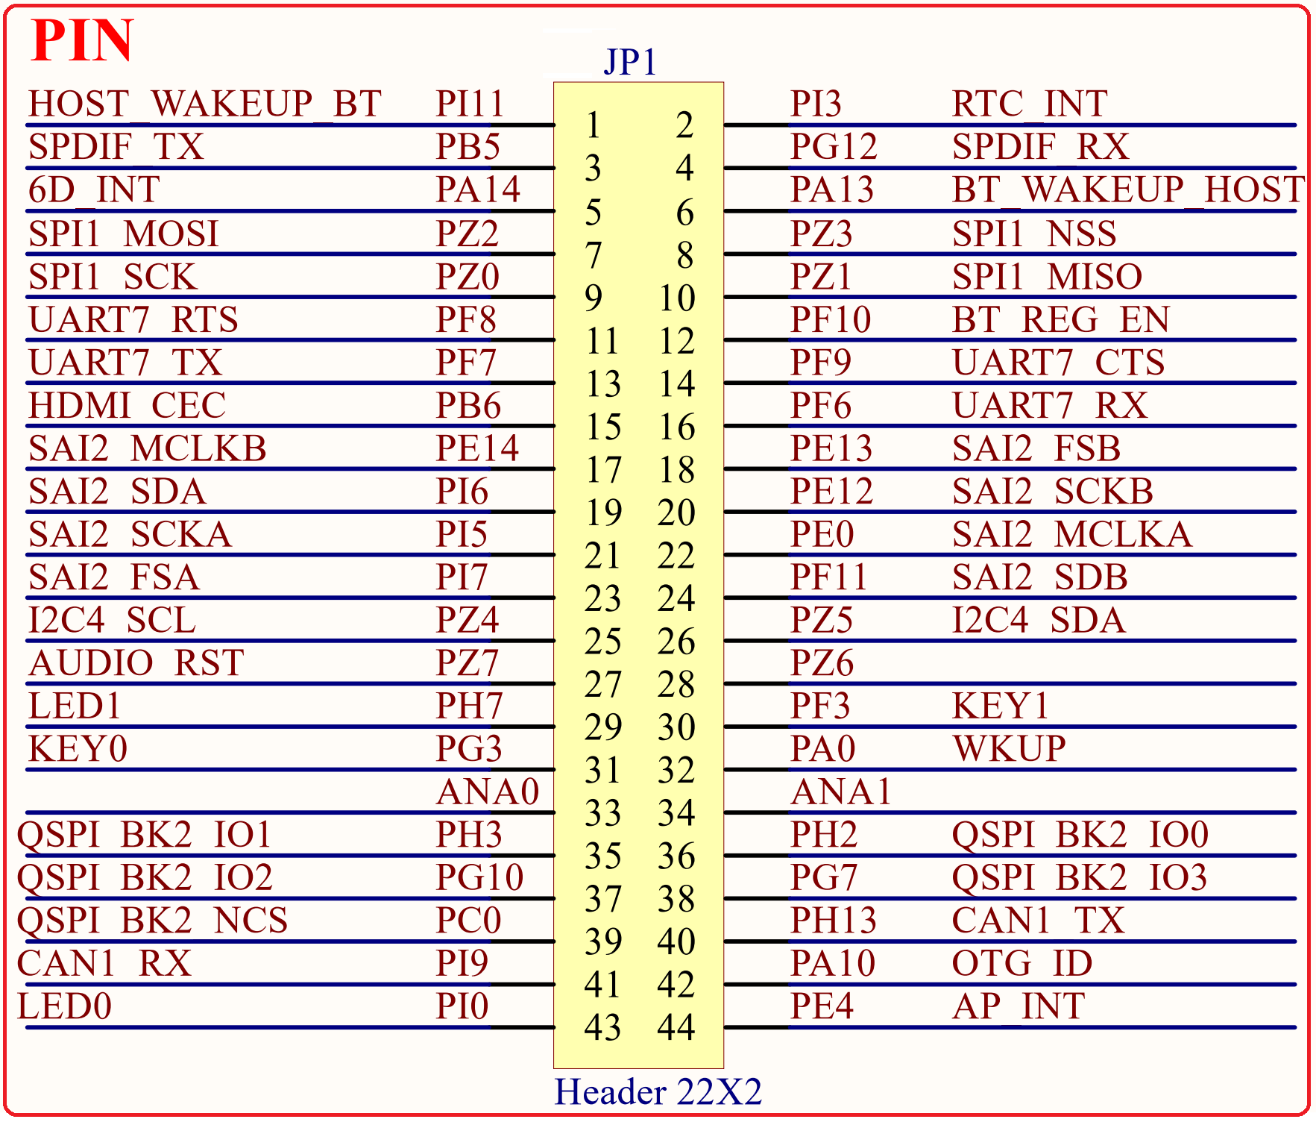 PIN
JP1
HOST_WAKEUP_BT PI11 1 2 PI3 RTC_INT
SPDIF_TX PB5 3 4 PG12 SPDIF_RX
6D_INT PA14 5 6 PA13 BT_WAKEUP_HOST
SPI1_MOSI PZ2 7 8 PZ3 SPI1_NSS
SPI1_SCK PZ0 9 10 PZ1 SPI1_MISO
UART7_RTS PF8 11 12 PF10 BT_REG_EN
UART7_TX PF7 13 14 PF9 UART7_CTS
HDMI_CEC PB6 15 16 PF6 UART7_RX
SAI2_MCLKB PE14 17 18 PE13 SAI2_FSB
SAI2_SDA PI6 19 20 PE12 SAI2_SCKB
SAI2_SCKA PI5 21 22 PE0 SAI2_MCLKA
SAI2_FSA PI7 23 24 PF11 SAI2_SDB
I2C4_SCL PZ4 25 26 PZ5 I2C4_SDA
AUDIO_RST PZ7 27 28 PZ6
LED1 PH7 29 30 PF3 KEY1
KEY0 PG3 31 32 PA0 WKUP
ANA0 33 34 ANA1
QSPI_BK2_IO1 PH3 35 36 PH2 QSPI_BK2_IO0
QSPI_BK2_IO2 PG10 37 38 PG7 QSPI_BK2_IO3
QSPI_BK2_NCS PC0 39 40 PH13 CAN1_TX
CAN1_RX PI9 41 42 PA10 OTG_ID
LED0 PI0 43 44 PE4 AP_INT
Header 22X2